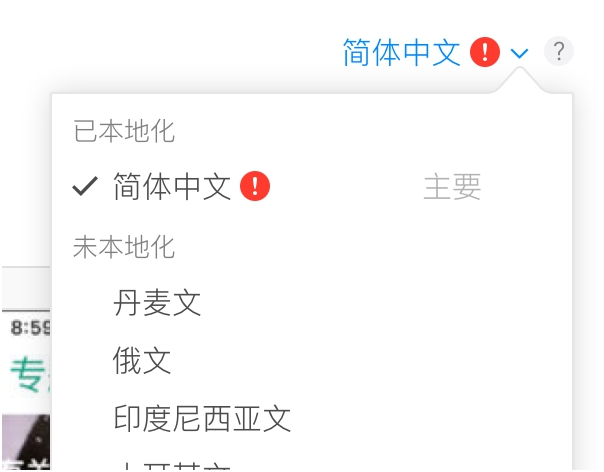 简体中文 ! ?
已本地化
简体中文 ! 主要
未本地化
丹麦文
俄文
8:59
专
印度尼西亚文